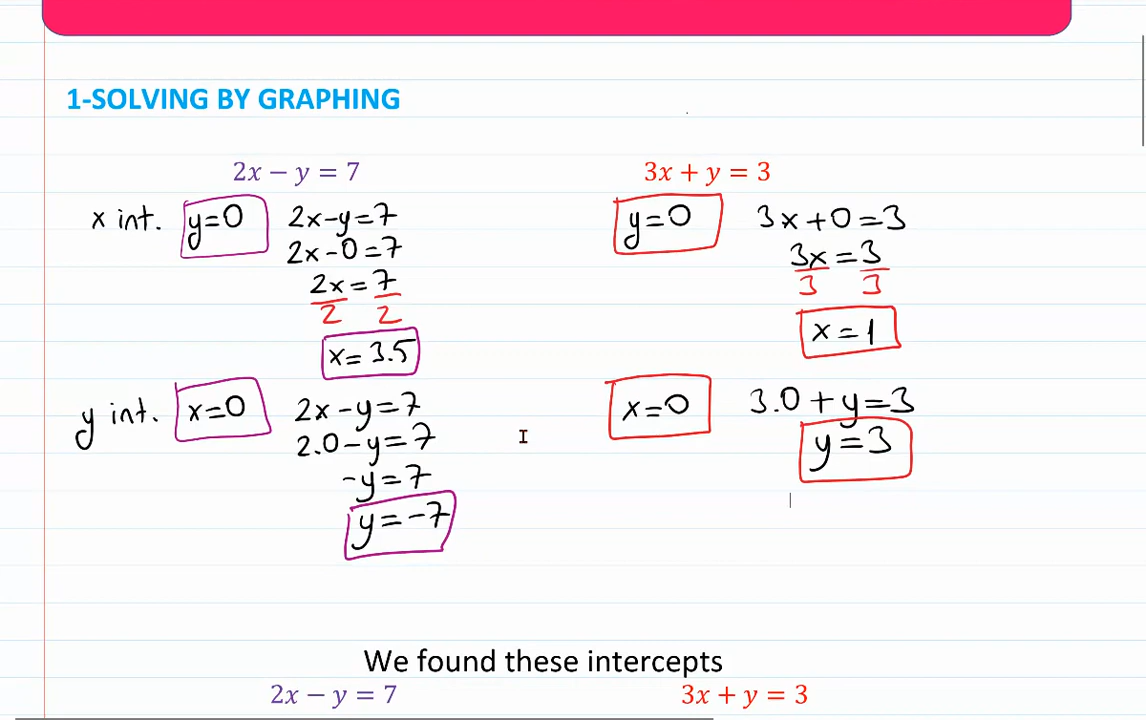 1-SOLVING BY GRAPHING
2x − y = 7
3x + y = 3
x int. y=0 2x-y=7
2x-0=7
2x=7
2 2
x=3.5
y=0 3x+0=3
3x=3
3 3
x=1
y int. x=0 2x-y=7
2.0-y=7
-y=7
y=-7
x=0 3.0+y=3
y=3
We found these intercepts
2x − y = 7
3x + y = 3